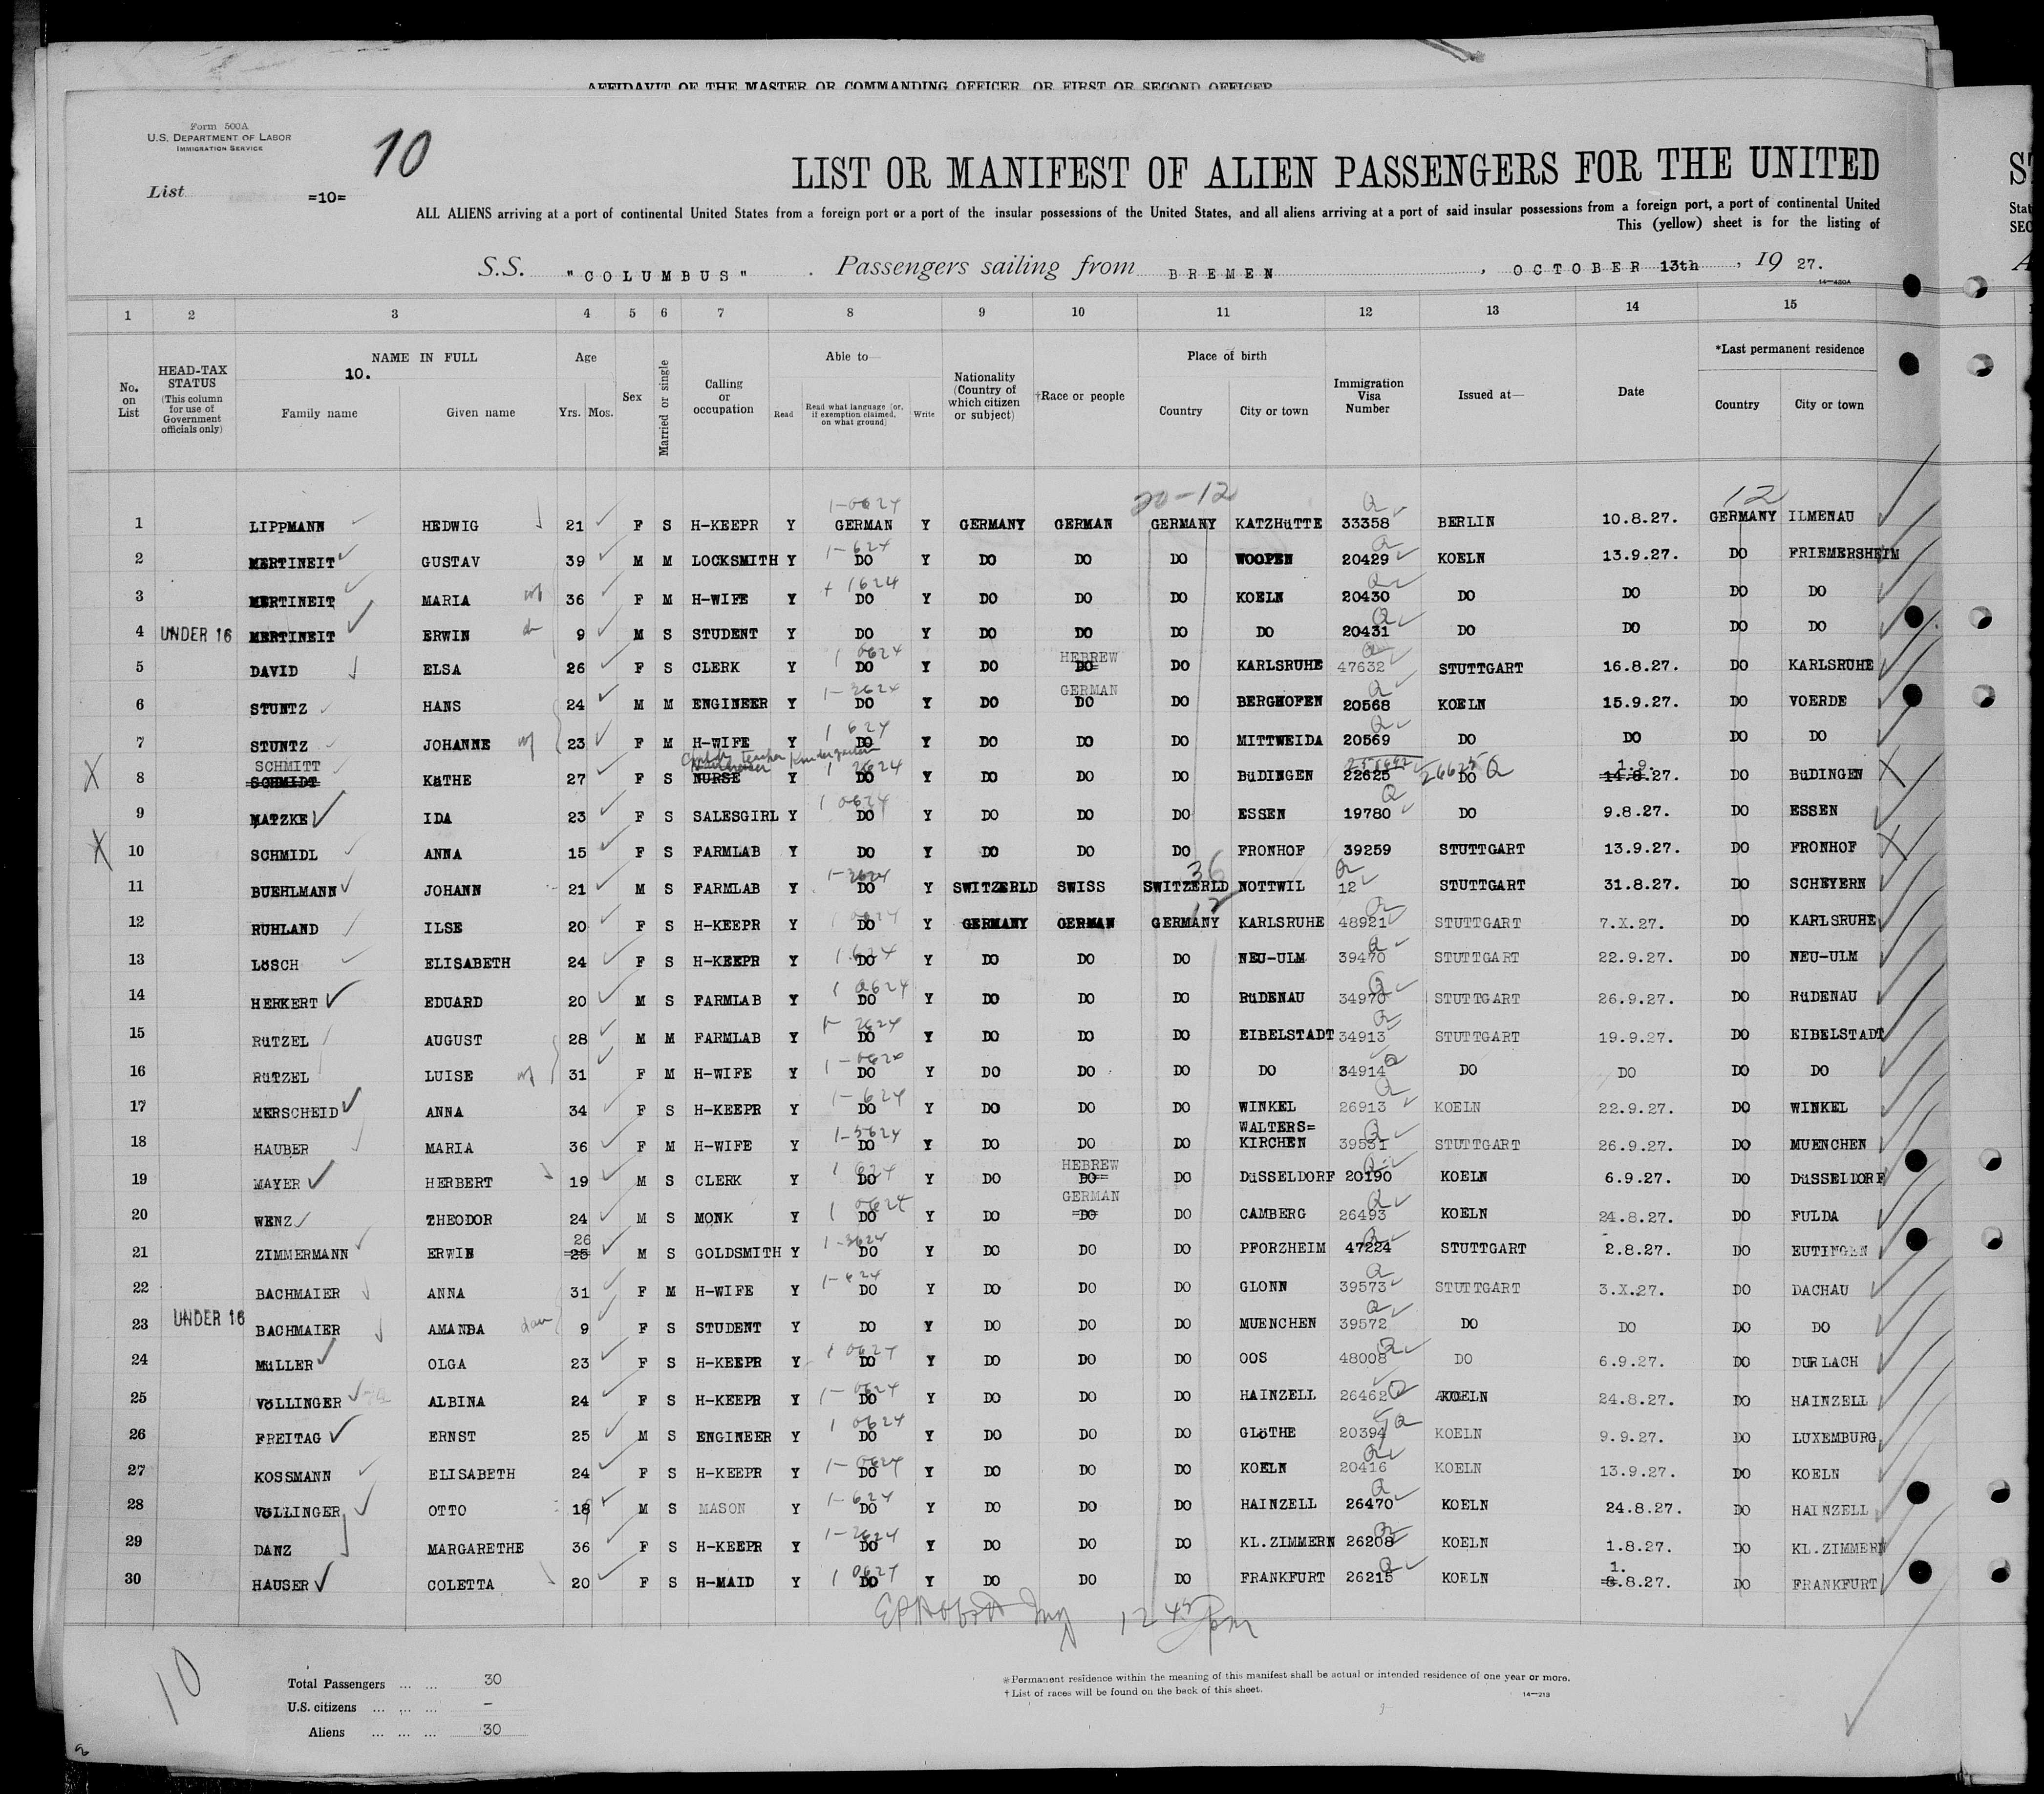 AFFIDAVIT OF THE MASTER OR COMMANDING OFFICER, OR FIRST OR SECOND OFFICER
Form 500A
U.S. DEPARTMENT OF LABOR
IMMIGRATION SERVICE
10
List =10=
LIST OR MANIFEST OF ALIEN PASSENGERS FOR THE UNITED
ALL ALIENS arriving at a port of continental United States from a foreign port or a port of the insular possessions of the United States, and all aliens arriving at a port of said insular possessions from a foreign port, a port of continental United
This (yellow) sheet is for the listing of
S.S. "COLUMBUS". Passengers sailing from BREMEN, OCTOBER 13th, 1927.
14—480A
1 2 3 4 5 6 7 8 9 10 11 12 13 14 15
No. on List
HEAD-TAX STATUS (This column for use of Government officials only)
NAME IN FULL
10.
Family name Given name
Age
Yrs. Mos.
Sex
Married or single
Calling or occupation
Able to—
Read Read what language (or, if exemption claimed, on what ground) Write
Nationality (Country of which citizen or subject)
†Race or people
Place of birth
Country City or town
Immigration Visa Number
Issued at—
Date
*Last permanent residence
Country City or town
20-12 12
1 LIPPMANN HEDWIG 21 F S H-KEEPR Y GERMAN Y GERMANY GERMAN GERMANY KATZHüTTE 33358 BERLIN 10.8.27. GERMANY ILMENAU
2 MERTINEIT GUSTAV 39 M M LOCKSMITH Y DO Y DO DO DO WOOPEN 20429 KOELN 13.9.27. DO FRIEMERSHEIM
3 MERTINEIT MARIA 36 F M H-WIFE Y DO Y DO DO DO KOELN 20430 DO DO DO DO
4 UNDER 16 MERTINEIT ERWIN 9 M S STUDENT Y DO Y DO DO DO DO 20431 DO DO DO DO
5 DAVID ELSA 26 F S CLERK Y DO Y DO HEBREW DO DO KARLSRUHE 47632 STUTTGART 16.8.27. DO KARLSRUHE
6 STUNTZ HANS 24 M M ENGINEER Y DO Y DO GERMAN DO DO BERGHOFEN 20568 KOELN 15.9.27. DO VOERDE
7 STUNTZ JOHANNE 23 F M H-WIFE Y DO Y DO DO DO MITTWEIDA 20569 DO DO DO DO
8 SCHMITT SCHMIDT KäTHE 27 F S teacher Kindergarten NURSE Y DO Y DO DO DO BüDINGEN 22625 26625 DO 1.9. 14.8.27. DO BüDINGEN
9 MATZKE IDA 23 F S SALESGIRL Y DO Y DO DO DO ESSEN 19780 DO 9.8.27. DO ESSEN
10 SCHMIDL ANNA 15 F S FARMLAB Y DO Y DO DO DO FRONHOF 39259 STUTTGART 13.9.27. DO FRONHOF
11 BUEHLMANN JOHANN 21 M S FARMLAB Y DO Y SWITZERLD SWISS SWITZERLD NOTTWIL 12 STUTTGART 31.8.27. DO SCHEYERN
12 RUHLAND ILSE 20 F S H-KEEPR Y DO Y GERMANY GERMAN GERMANY KARLSRUHE 48921 STUTTGART 7.X.27. DO KARLSRUHE
13 LöSCH ELISABETH 24 F S H-KEEPR Y DO Y DO DO DO NEU-ULM 39470 STUTTGART 22.9.27. DO NEU-ULM
14 HERKERT EDUARD 20 M S FARMLAB Y DO Y DO DO DO RüDENAU 34970 STUTTGART 26.9.27. DO RüDENAU
15 RüTZEL AUGUST 28 M M FARMLAB Y DO Y DO DO DO EIBELSTADT 34913 STUTTGART 19.9.27. DO EIBELSTADT
16 RüTZEL LUISE 31 F M H-WIFE Y DO Y DO DO DO DO 34914 DO DO DO DO
17 MERSCHEID ANNA 34 F S H-KEEPR Y DO Y DO DO DO WINKEL 26913 KOELN 22.9.27. DO WINKEL
18 HAUBER MARIA 36 F M H-WIFE Y DO Y DO DO DO WALTERS= KIRCHEN 39531 STUTTGART 26.9.27. DO MUENCHEN
19 MAYER HERBERT 19 M S CLERK Y DO Y DO HEBREW DO DO DüSSELDORF 20190 KOELN 6.9.27. DO DüSSELDORF
20 WENZ THEODOR 24 M S MONK Y DO Y DO GERMAN DO DO CAMBERG 26493 KOELN 24.8.27. DO FULDA
21 ZIMMERMANN ERWIN 26 25 M S GOLDSMITH Y DO Y DO DO DO PFORZHEIM 47224 STUTTGART 2.8.27. DO EUTINGEN
22 BACHMAIER ANNA 31 F M H-WIFE Y DO Y DO DO DO GLONN 39573 STUTTGART 3.X.27. DO DACHAU
23 UNDER 16 BACHMAIER AMANDA 9 F S STUDENT Y DO Y DO DO DO MUENCHEN 39572 DO DO DO DO
24 MüLLER OLGA 23 F S H-KEEPR Y DO Y DO DO DO OOS 48008 DO 6.9.27. DO DURLACH
25 VöLLINGER ALBINA 24 F S H-KEEPR Y DO Y DO DO DO HAINZELL 26462 KOELN 24.8.27. DO HAINZELL
26 FREITAG ERNST 25 M S ENGINEER Y DO Y DO DO DO GLöTHE 20394 KOELN 9.9.27. DO LUXEMBURG
27 KOSSMANN ELISABETH 24 F S H-KEEPR Y DO Y DO DO DO KOELN 20416 KOELN 13.9.27. DO KOELN
28 VöLLINGER OTTO 18 M S MASON Y DO Y DO DO DO HAINZELL 26470 KOELN 24.8.27. DO HAINZELL
29 DANZ MARGARETHE 36 F S H-KEEPR Y DO Y DO DO DO KL.ZIMMERN 26208 KOELN 1.8.27. DO KL.ZIMMERN
30 HAUSER COLETTA 20 F S H-MAID Y DO Y DO DO DO FRANKFURT 26215 KOELN 1. 8.8.27. DO FRANKFURT
12 45 pm
10
Total Passengers ... ... 30
U.S. citizens ... ... ... –
Aliens ... ... ... 30
*Permanent residence within the meaning of this manifest shall be actual or intended residence of one year or more.
†List of races will be found on the back of this sheet.
14—213